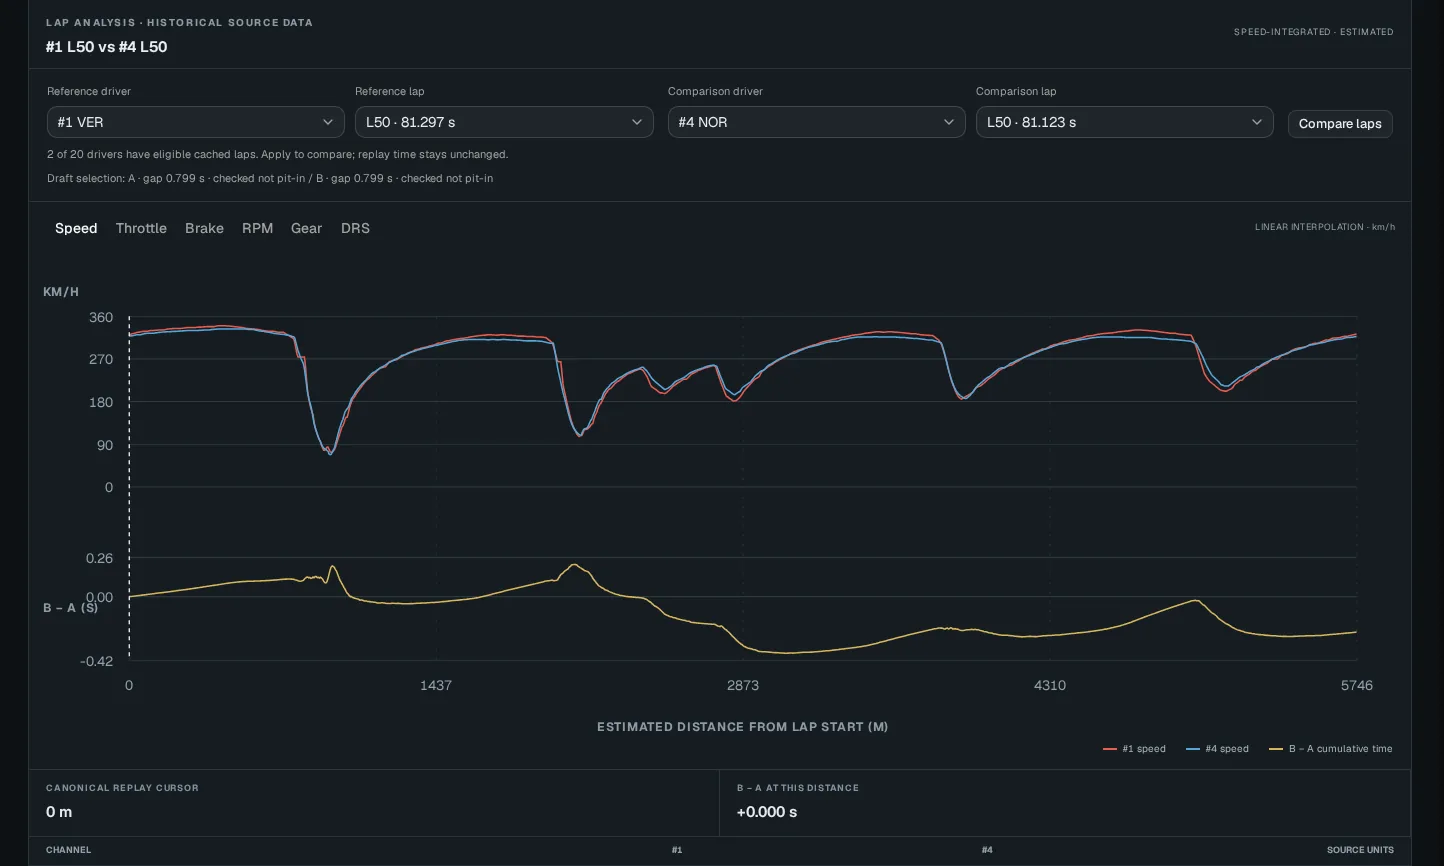 LAP ANALYSIS · HISTORICAL SOURCE DATA
#1 L50 vs #4 L50
SPEED-INTEGRATED · ESTIMATED
Reference driver
Reference lap
Comparison driver
Comparison lap
#1 VER
L50 · 81.297 s
#4 NOR
L50 · 81.123 s
Compare laps
2 of 20 drivers have eligible cached laps. Apply to compare; replay time stays unchanged.
Draft selection: A · gap 0.799 s · checked not pit-in / B · gap 0.799 s · checked not pit-in
Speed
Throttle
Brake
RPM
Gear
DRS
LINEAR INTERPOLATION · km/h
KM/H
360
270
180
90
0
0.26
0.00
B – A (S)
-0.42
0
1437
2873
4310
5746
ESTIMATED DISTANCE FROM LAP START (M)
#1 speed
#4 speed
B – A cumulative time
CANONICAL REPLAY CURSOR
0 m
B – A AT THIS DISTANCE
+0.000 s
CHANNEL
#1
#4
SOURCE UNITS